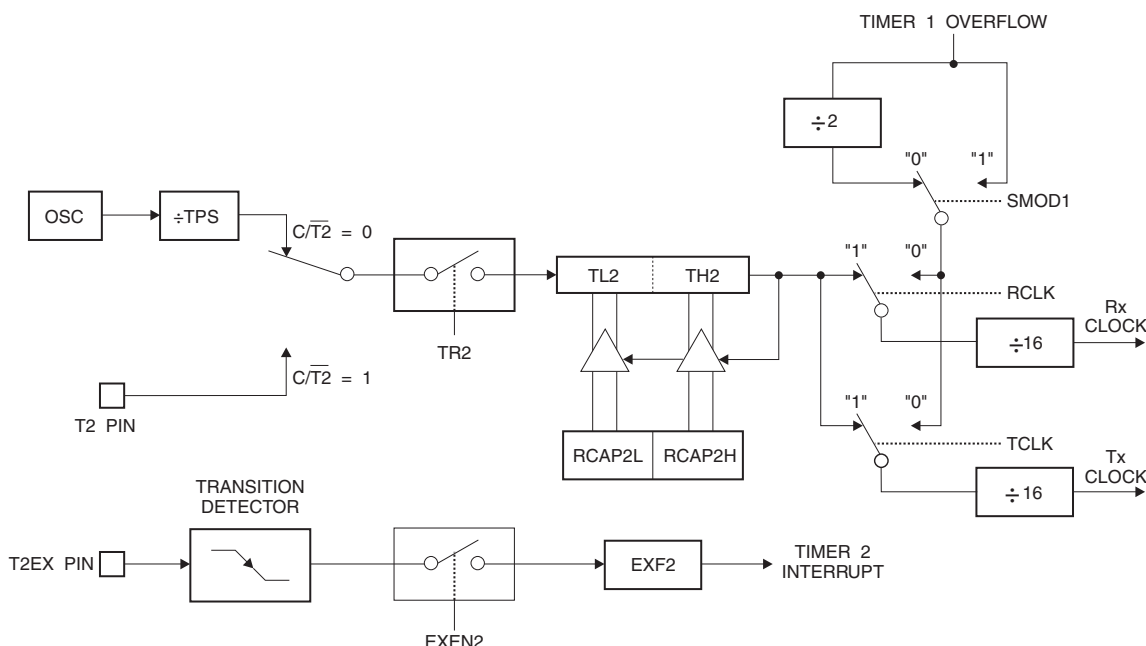 TIMER 1 OVERFLOW
÷2
"0" "1"
SMOD1
OSC
÷TPS
C/T2̅ = 0
TR2
C/T2̅ = 1
T2 PIN
TL2 TH2
RCAP2L RCAP2H
"1" "0"
RCLK
÷16
Rx
CLOCK
"1" "0"
TCLK
÷16
Tx
CLOCK
TRANSITION
DETECTOR
T2EX PIN
EXEN2
EXF2
TIMER 2
INTERRUPT